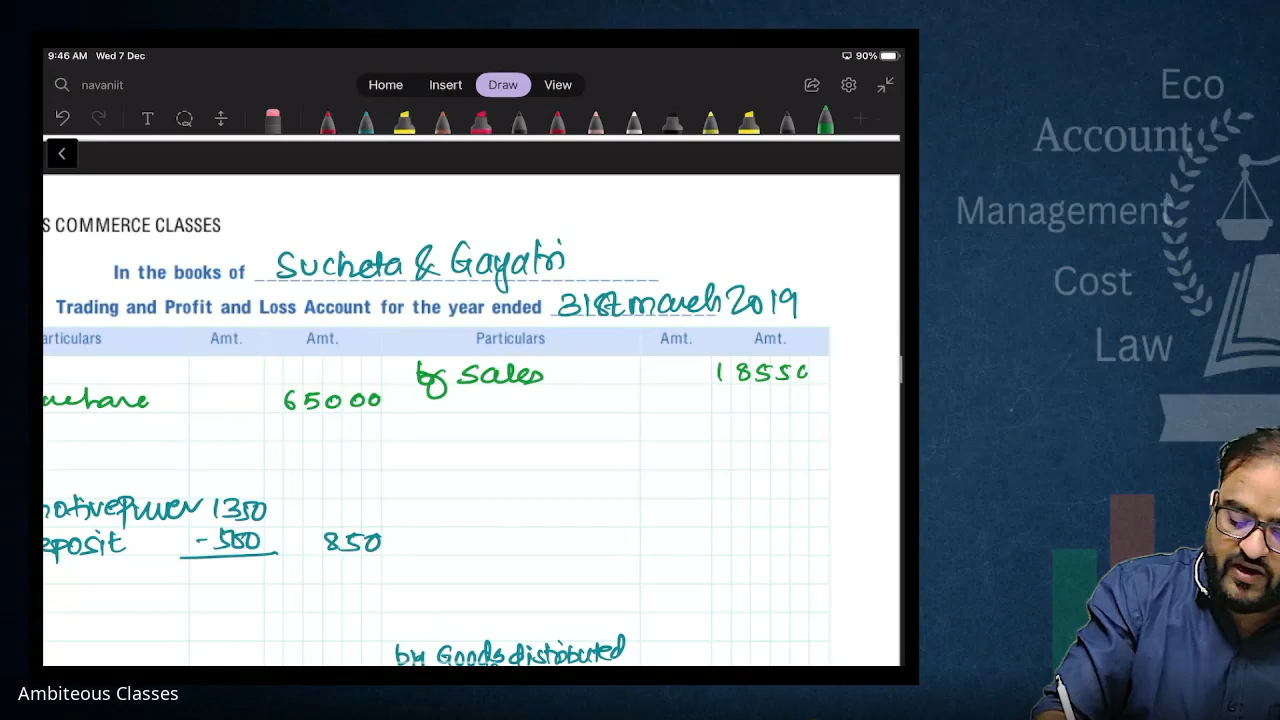 9:46 AM Wed 7 Dec
90%
navaniit
Home Insert Draw View
S COMMERCE CLASSES
In the books of Sucheta & Gayatri
Trading and Profit and Loss Account for the year ended 31st march 2019
articulars Amt. Amt. Particulars Amt. Amt.
by Sales 18550
65000
motivepower 1350
eposit - 500 850
by Goods distributed
Eco
Account
Management
Cost
Law
Ambiteous Classes